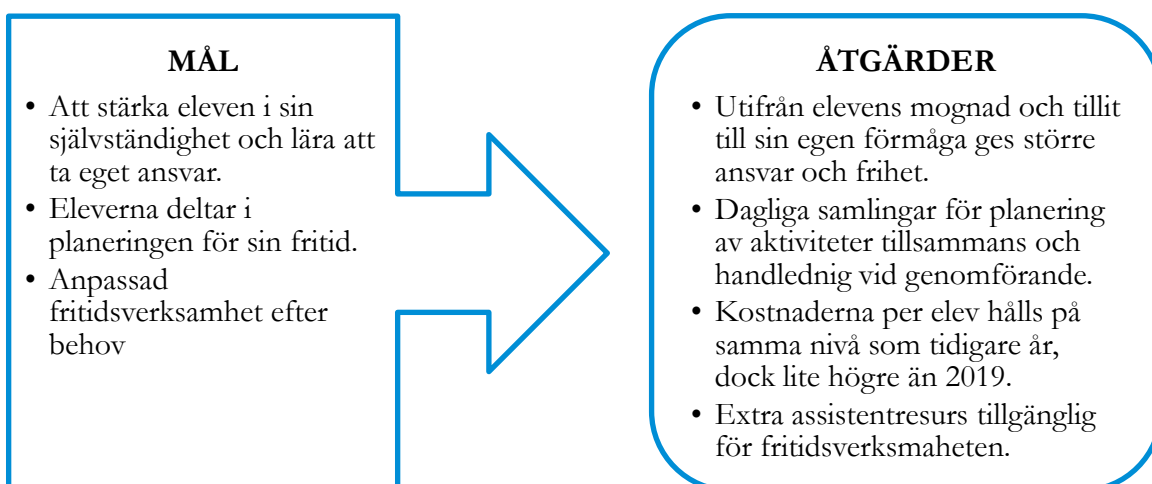 MÅL
• Att stärka eleven i sin
självständighet och lära att
ta eget ansvar.
• Eleverna deltar i
planeringen för sin fritid.
• Anpassad
fritidsverksamhet efter
behov
ÅTGÄRDER
• Utifrån elevens mognad och tillit
till sin egen förmåga ges större
ansvar och frihet.
• Dagliga samlingar för planering
av aktiviteter tillsammans och
handlednig vid genomförande.
• Kostnaderna per elev hålls på
samma nivå som tidigare år,
dock lite högre än 2019.
• Extra assistentresurs tillgänglig
för fritidsverksmaheten.